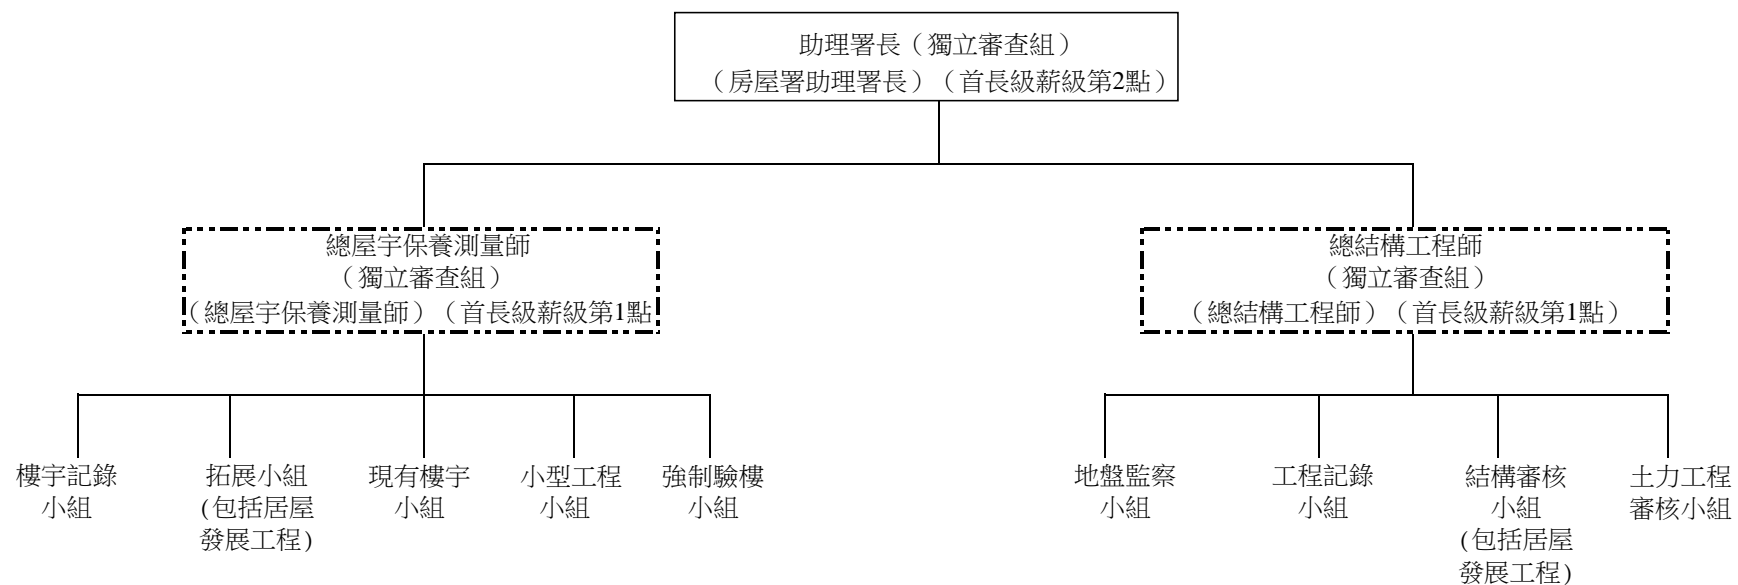 助理署長（獨立審查組）
（房屋署助理署長）（首長級薪級第2點）
總屋宇保養測量師
（獨立審查組）
（總屋宇保養測量師）（首長級薪級第1點
總結構工程師
（獨立審查組）
（總結構工程師）（首長級薪級第1點）
樓宇記錄
小組
拓展小組
(包括居屋
發展工程)
現有樓宇
小組
小型工程
小組
強制驗樓
小組
地盤監察
小組
工程記錄
小組
結構審核
小組
(包括居屋
發展工程)
土力工程
審核小組